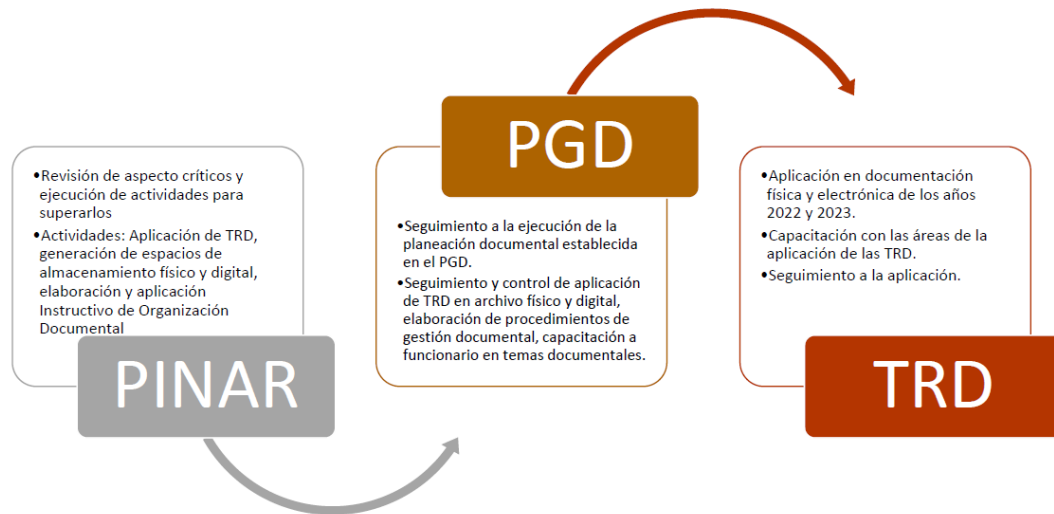 •Revisión de aspecto críticos y
ejecución de actividades para
superarlos
•Actividades: Aplicación de TRD,
generación de espacios de
almacenamiento físico y digital,
elaboración y aplicación
Instructivo de Organización
Documental
PINAR
PGD
•Seguimiento a la ejecución de la
planeación documental establecida
en el PGD.
•Seguimiento y control de aplicación
de TRD en archivo físico y digital,
elaboración de procedimientos de
gestión documental, capacitación a
funcionario en temas documentales.
•Aplicación en documentación
física y electrónica de los años
2022 y 2023.
•Capacitación con las áreas de la
aplicación de las TRD.
•Seguimiento a la aplicación.
TRD